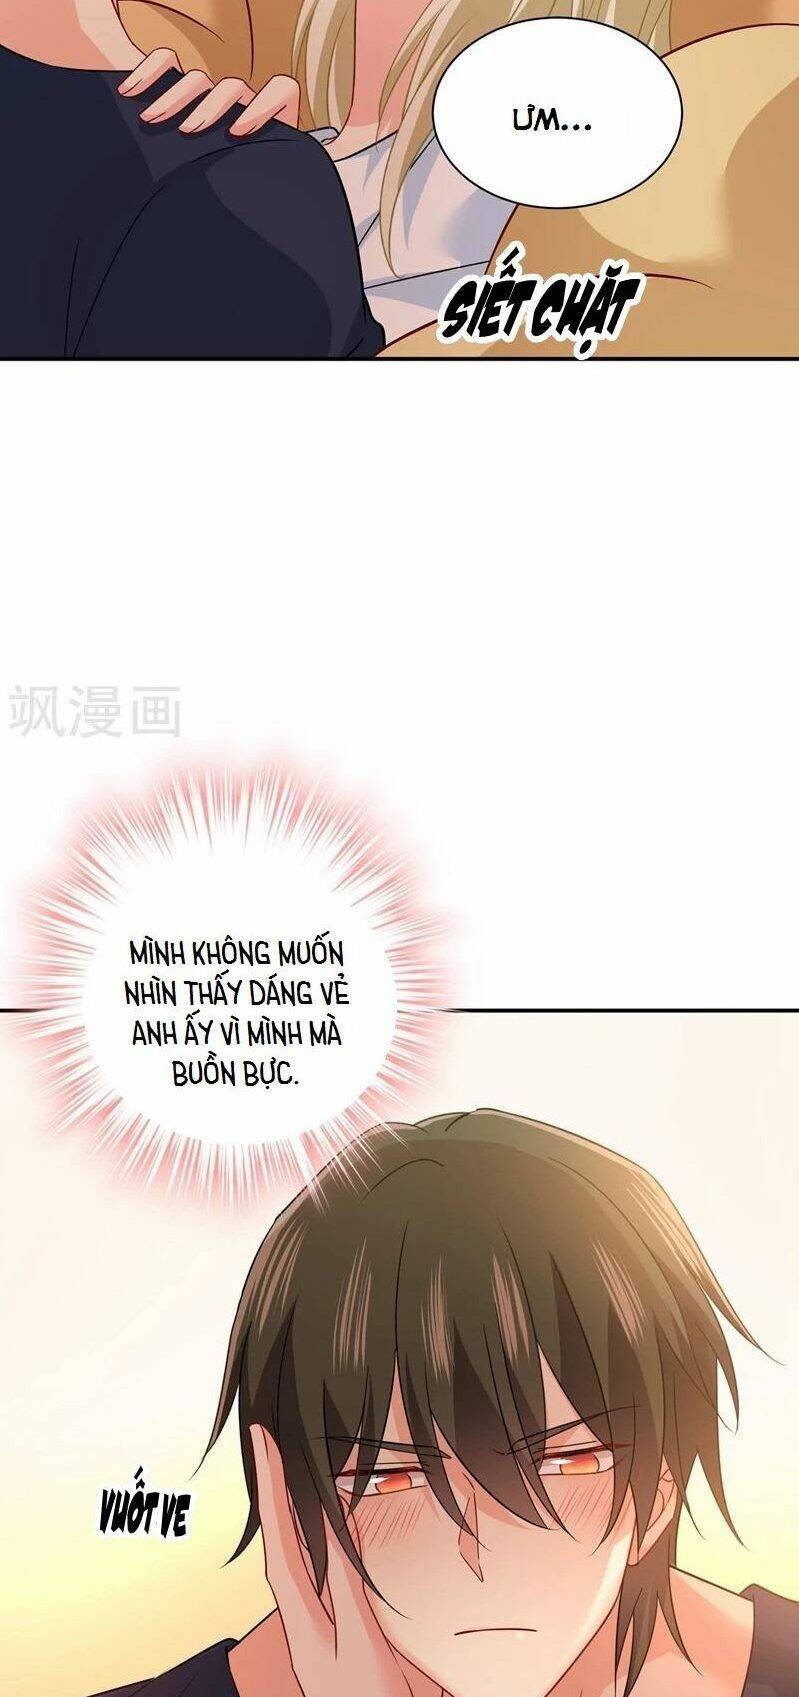 ƯM...
SIẾT CHẶT
飒漫画
MÌNH KHÔNG MUỐN
NHÌN THẤY DÁNG VẺ
ANH ẤY VÌ MÌNH MÀ
BUỒN BỰC.
VUỐT VE